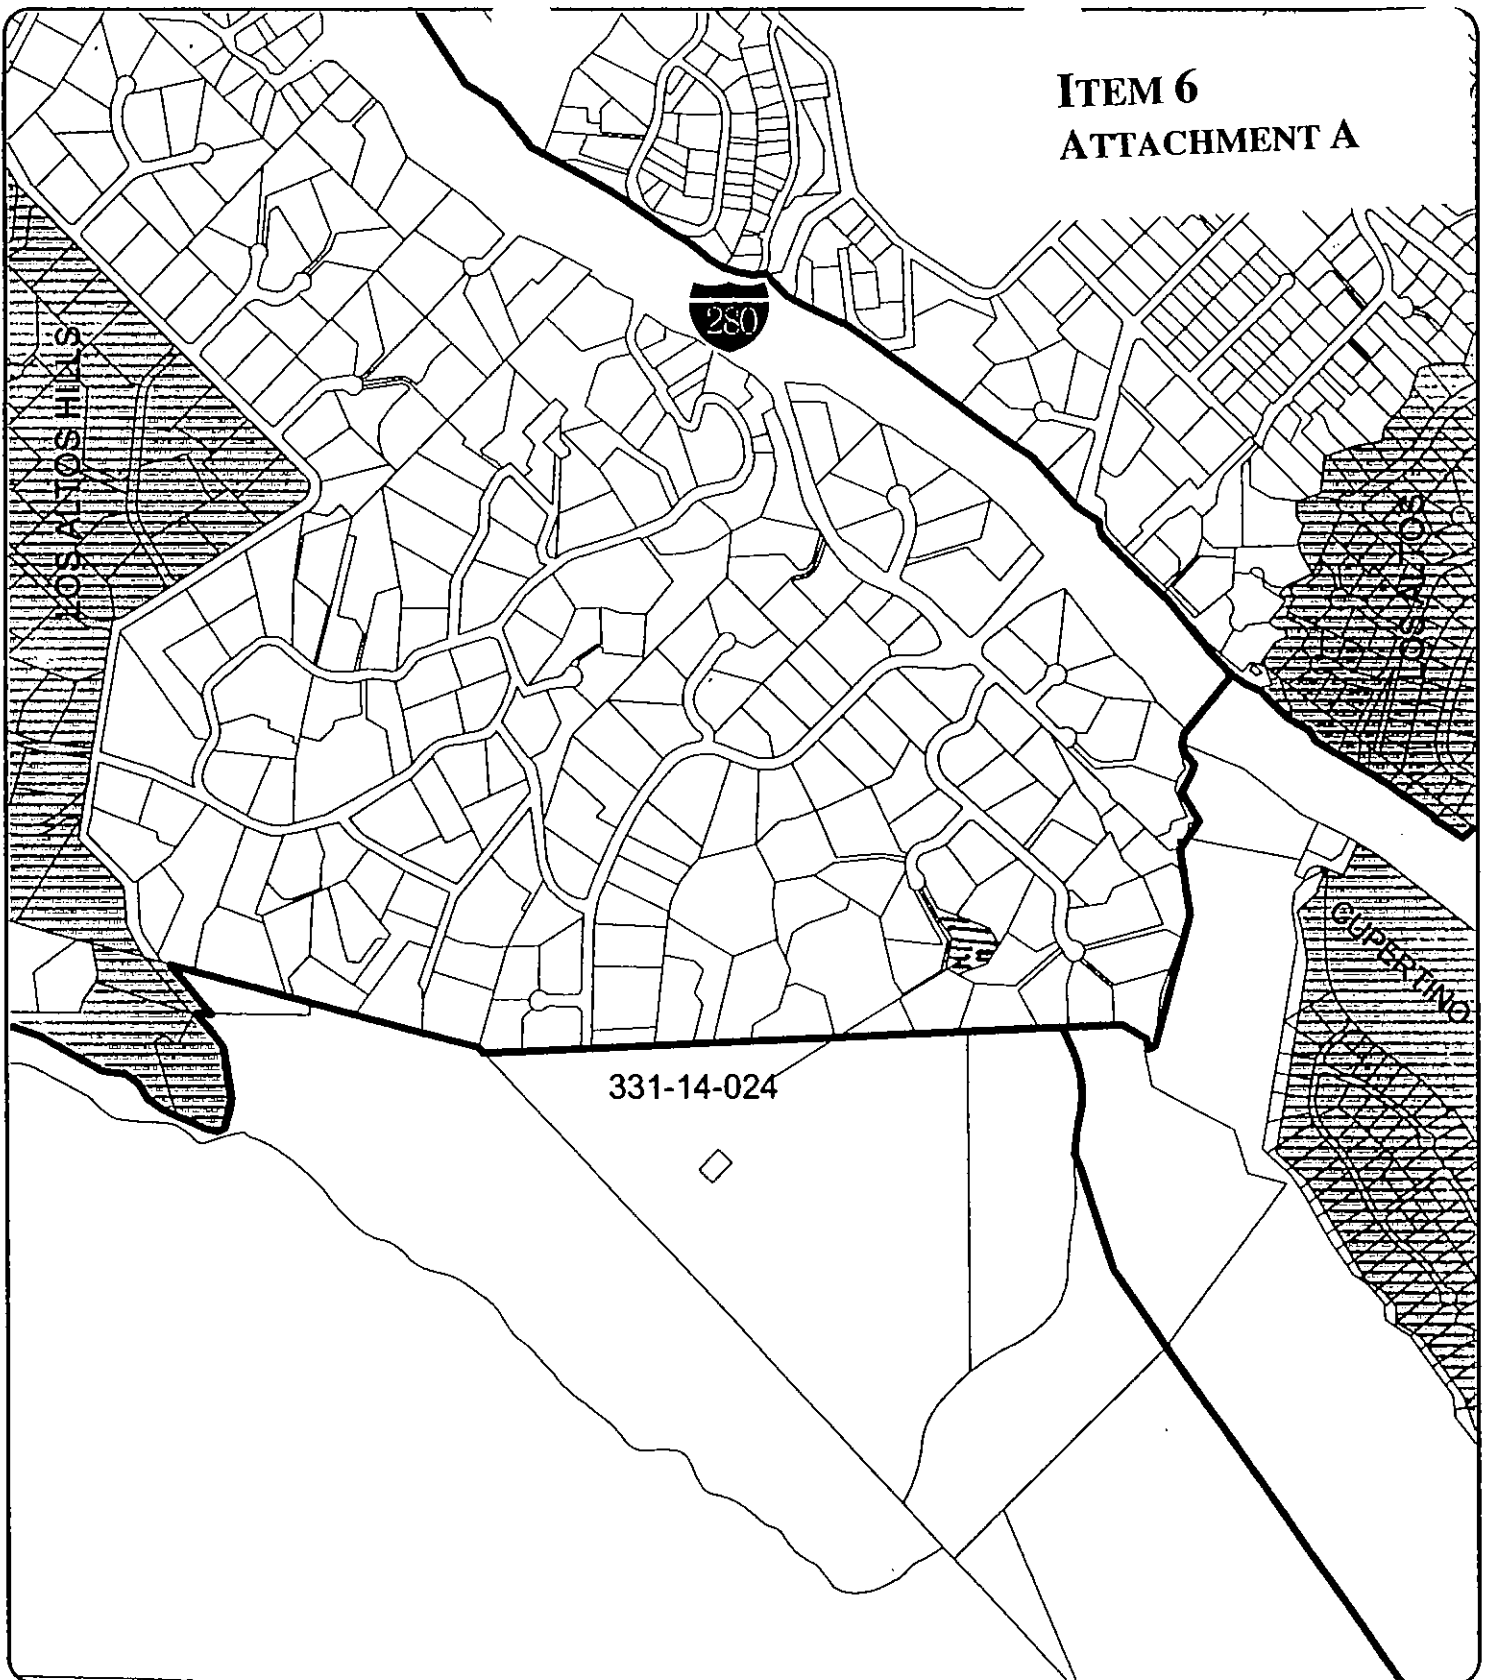 ITEM 6
ATTACHMENT A
280
LOS ALTOS HILLS
LOS ALTOS
CUPERTINO
331-14-024